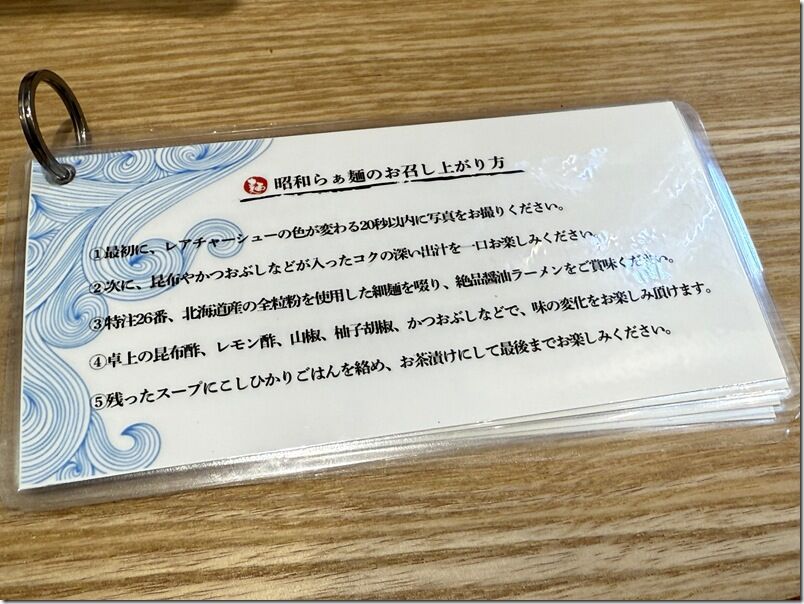 昭和らぁ麺のお召し上がり方
①最初に、レアチャーシューの色が変わる20秒以内に写真をお撮りください。
②次に、昆布やかつおぶしなどが入ったコクの深い出汁を一口お楽しみください。
③特注26番、北海道産の全粒粉を使用した細麺を啜り、絶品醤油ラーメンをご賞味ください。
④卓上の昆布酢、レモン酢、山椒、柚子胡椒、かつおぶしなどで、味の変化をお楽しみ頂けます。
⑤残ったスープにこしひかりごはんを絡め、お茶漬けにして最後までお楽しみください。